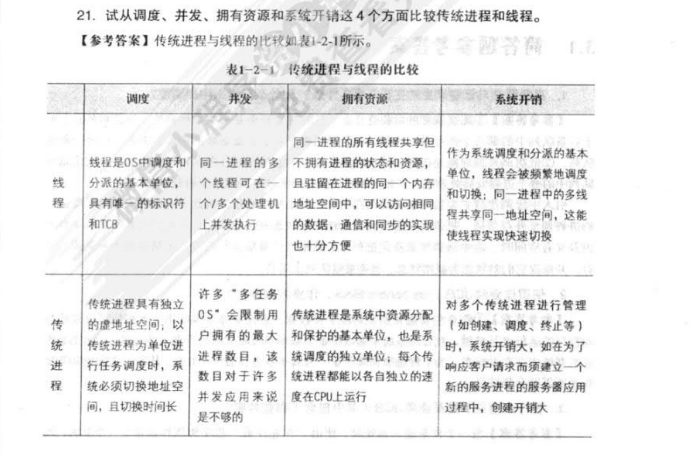 21. 试从调度、并发、拥有资源和系统开销这4个方面比较传统进程和线程。
【参考答案】传统进程与线程的比较如表1-2-1所示。
表1-2-1 传统进程与线程的比较
调度 并发 拥有资源 系统开销
线
程
线程是OS中调度和
分派的基本单位,
具有唯一的标识符
和TCB
同一进程的多
个线程可在一
个/多个处理机
上并发执行
同一进程的所有线程共享但
不拥有进程的状态和资源,
且驻留在进程的同一个内存
地址空间中,可以访问相同
的数据,通信和同步的实现
也十分方便
作为系统调度和分派的基本
单位,线程会被频繁地调度
和切换;同一进程中的多线
程共享同一地址空间,这能
使线程实现快速切换
传
统
进
程
传统进程具有独立
的虚地址空间;以
传统进程为单位进
行任务调度时,系
统必须切换地址空
间,且切换时间长
许多“多任务
OS”会限制用
户拥有的最大
进程数目,该
数目对于许多
并发应用来说
是不够的
传统进程是系统中资源分配
和保护的基本单位,也是系
统调度的独立单位;每个传
统进程都能以各自独立的速
度在CPU上运行
对多个传统进程进行管理
(如创建、调度、终止等)
时,系统开销大,如在为了
响应客户请求而须建立一个
新的服务进程的服务器应用
过程中,创建开销大